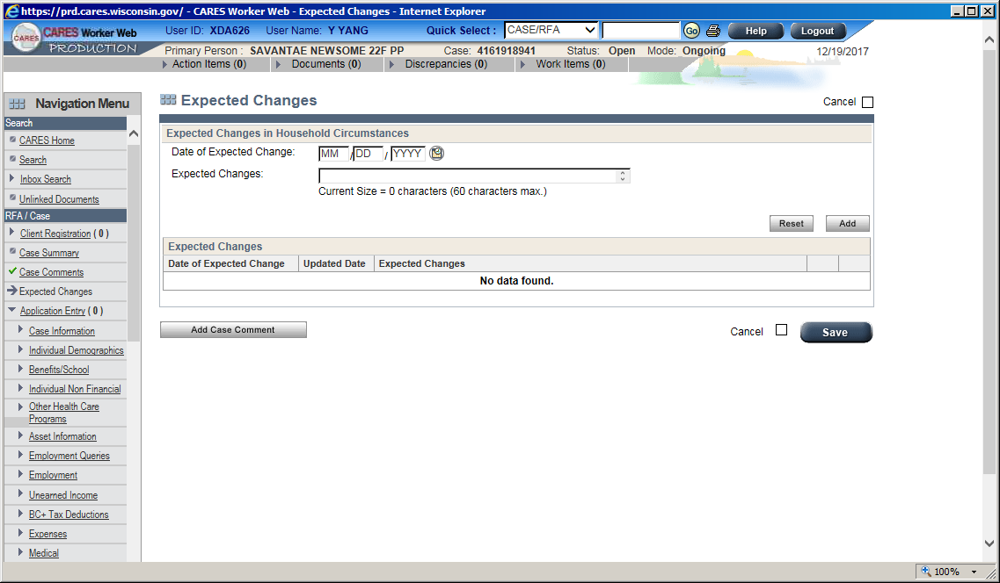 https://prd.cares.wisconsin.gov/ - CARES Worker Web - Expected Changes - Internet Explorer
CARES CARES Worker Web
PRODUCTION
User ID: XDA626 User Name: Y YANG Quick Select : CASE/RFA Go Help Logout
Primary Person : SAVANTAE NEWSOME 22F PP Case: 4161918941 Status: Open Mode: Ongoing 12/19/2017
Action Items (0) Documents (0) Discrepancies (0) Work Items (0)
Navigation Menu
Search
CARES Home
Search
Inbox Search
Unlinked Documents
RFA / Case
Client Registration ( 0 )
Case Summary
Case Comments
Expected Changes
Application Entry ( 0 )
Case Information
Individual Demographics
Benefits/School
Individual Non Financial
Other Health Care
Programs
Asset Information
Employment Queries
Employment
Unearned Income
BC+ Tax Deductions
Expenses
Medical
Expected Changes
Cancel
Expected Changes in Household Circumstances
Date of Expected Change: MM / DD / YYYY
Expected Changes:
Current Size = 0 characters (60 characters max.)
Reset Add
Expected Changes
Date of Expected Change Updated Date Expected Changes
No data found.
Add Case Comment
Cancel Save
100%